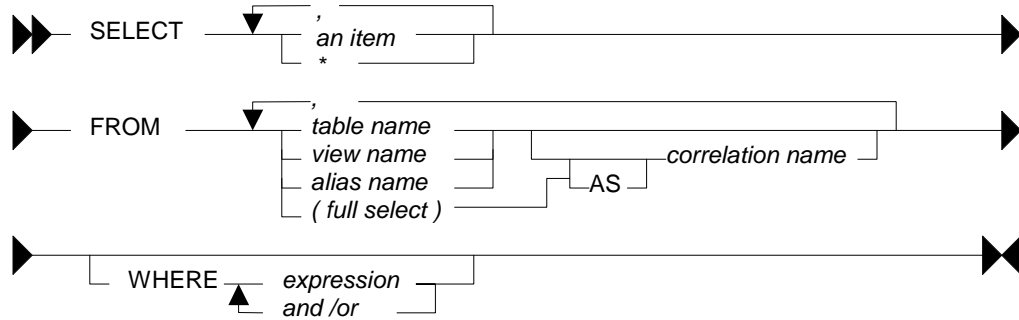 ,
SELECT an item
*
,
FROM table name
view name correlation name
alias name AS
( full select )
WHERE expression
and /or